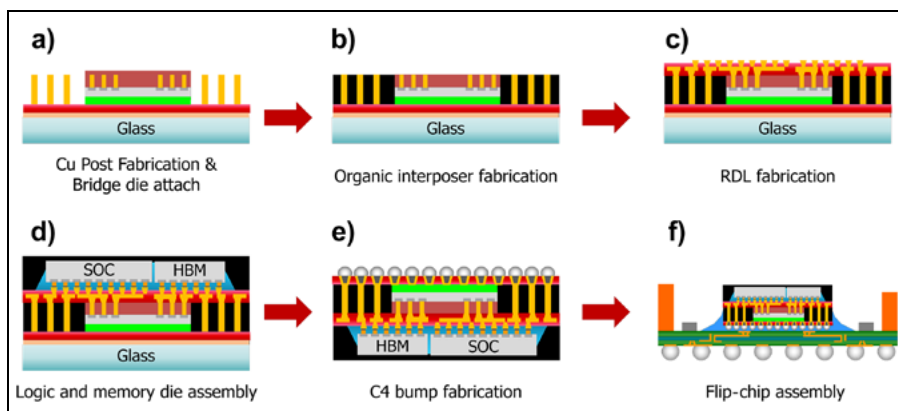 a)
b)
c)
Glass
Glass
Glass
Cu Post Fabrication &
Bridge die attach
Organic interposer fabrication
RDL fabrication
d)
e)
f)
SOC
HBM
Glass
HBM
SOC
Logic and memory die assembly
C4 bump fabrication
Flip-chip assembly